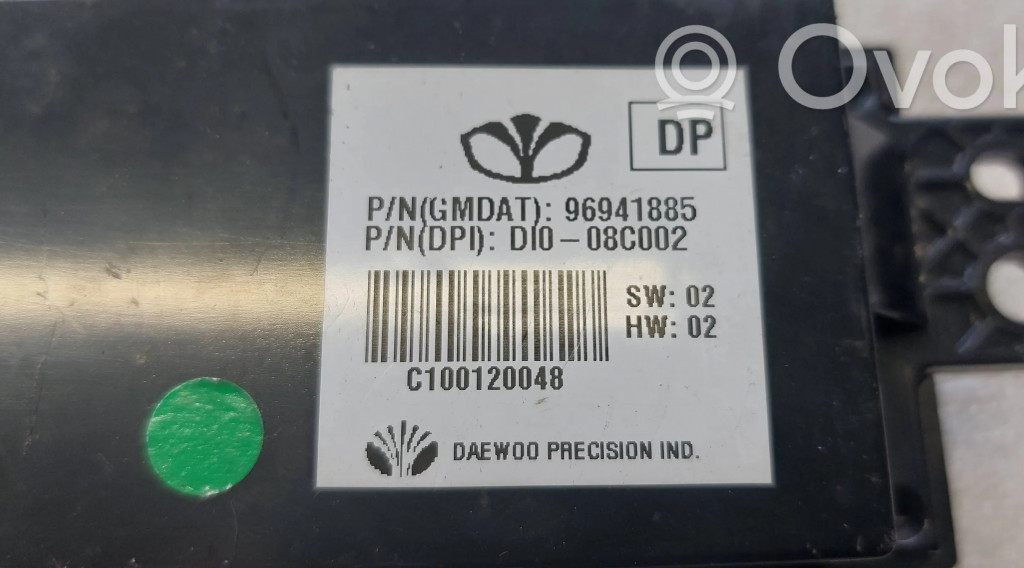 Ovok
DP
P/N(GMDAT): 96941885
P/N(DPI): DI0-08C002
SW: 02
HW: 02
C100120048
DAEWOO PRECISION IND.